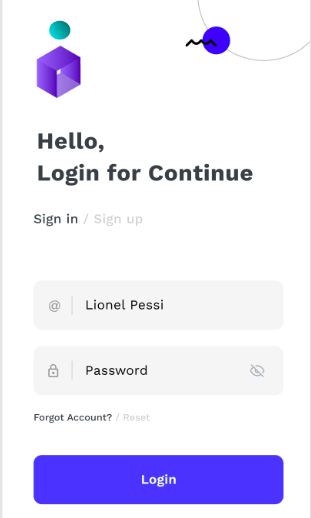 Hello,
Login for Continue
Sign in / Sign up
@ Lionel Pessi
Password
Forgot Account? / Reset
Login